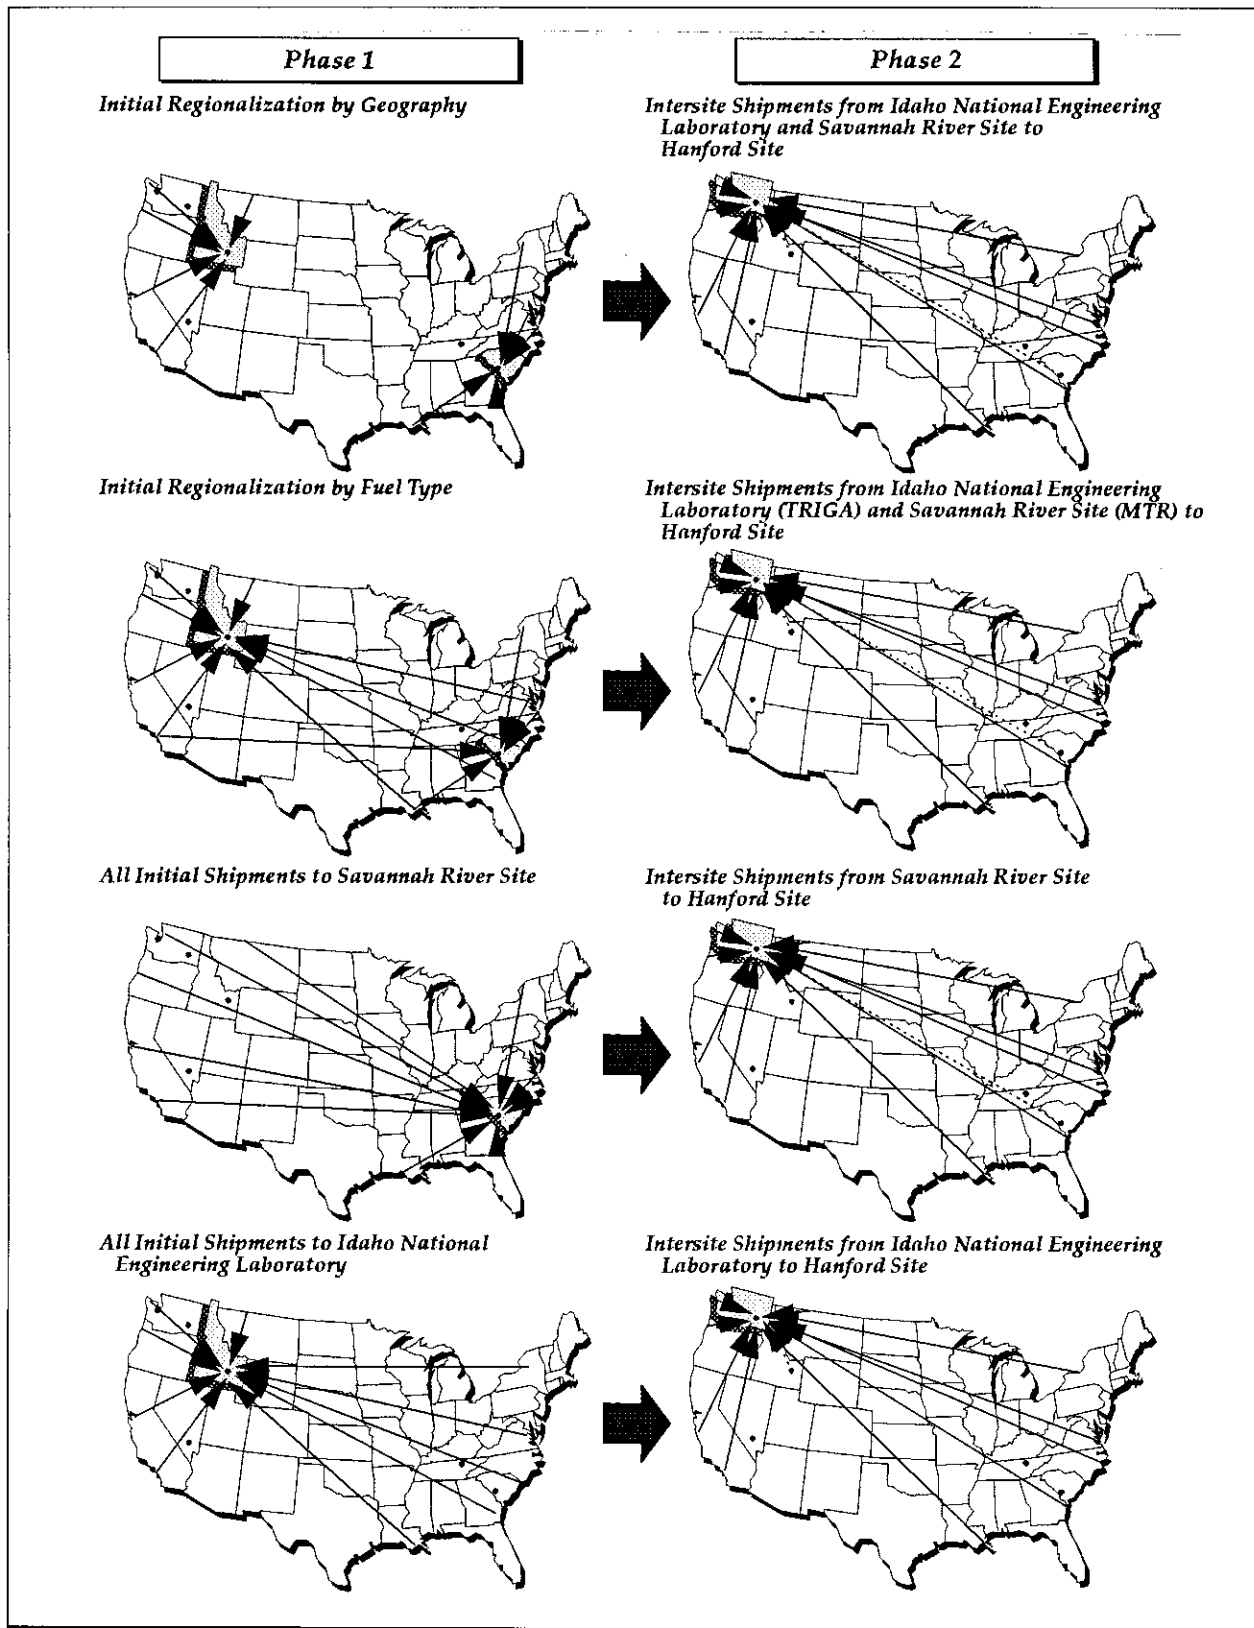 Phase 1
Phase 2
Initial Regionalization by Geography
Intersite Shipments from Idaho National Engineering
Laboratory and Savannah River Site to
Hanford Site
Initial Regionalization by Fuel Type
Intersite Shipments from Idaho National Engineering
Laboratory (TRIGA) and Savannah River Site (MTR) to
Hanford Site
All Initial Shipments to Savannah River Site
Intersite Shipments from Savannah River Site
to Hanford Site
All Initial Shipments to Idaho National
Engineering Laboratory
Intersite Shipments from Idaho National Engineering
Laboratory to Hanford Site